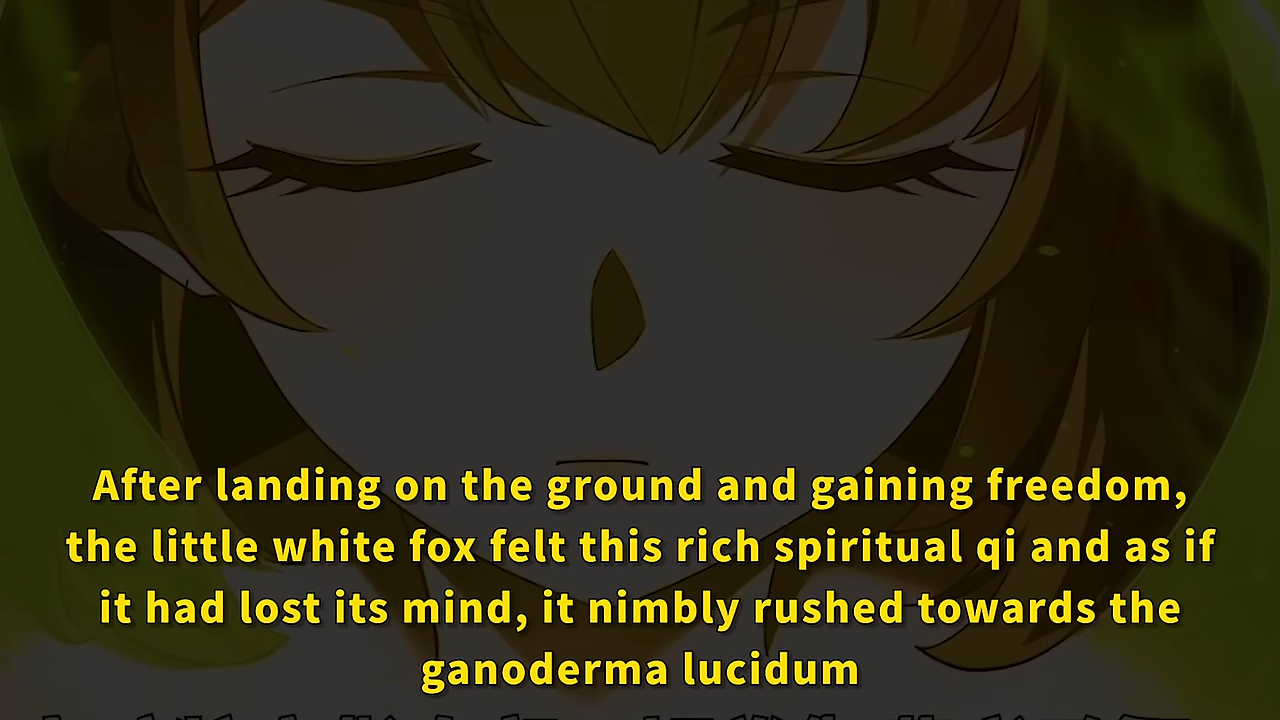 After landing on the ground and gaining freedom,
the little white fox felt this rich spiritual qi and as if
it had lost its mind, it nimbly rushed towards the
ganoderma lucidum